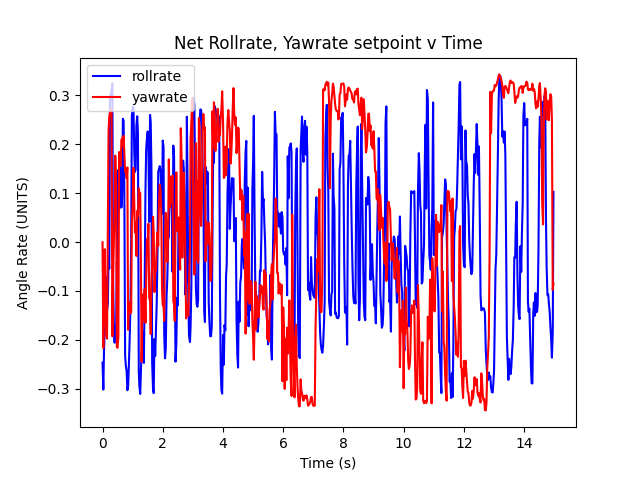 Net Rollrate, Yawrate setpoint v Time
rollrate
yawrate
Angle Rate (UNITS)
0.3
0.2
0.1
0.0
−0.1
−0.2
−0.3
0 2 4 6 8 10 12 14
Time (s)